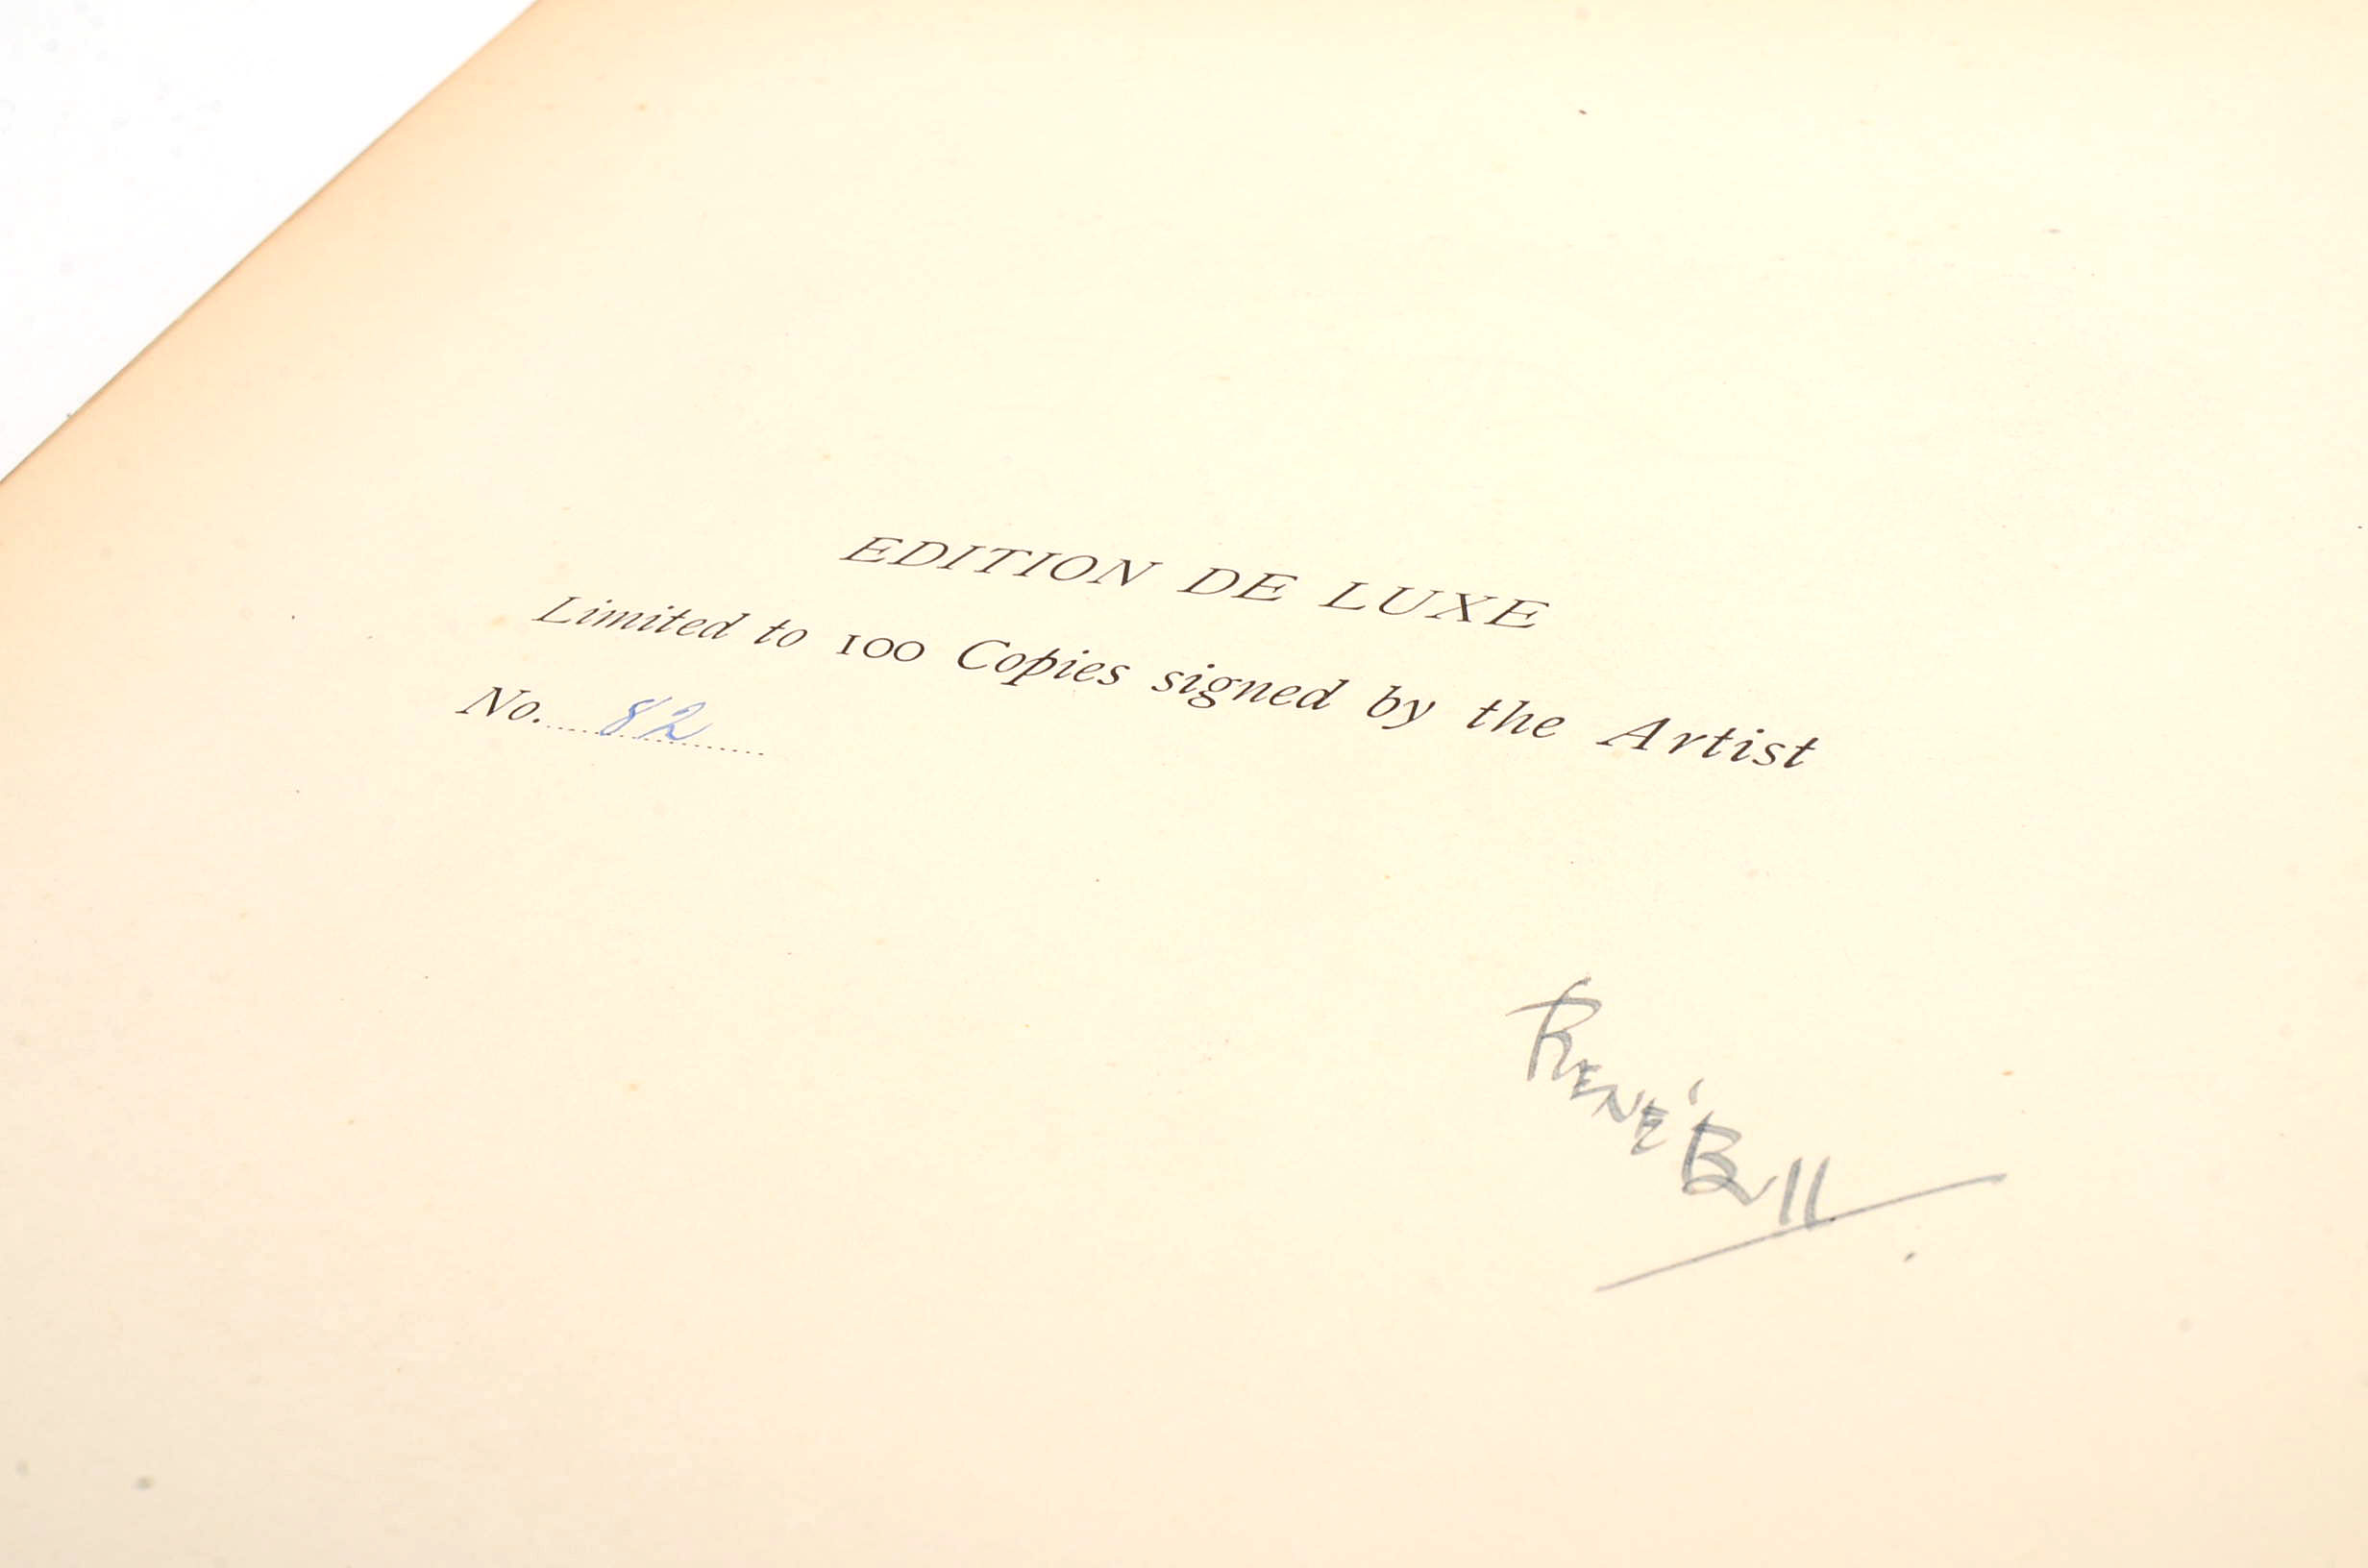 EDITION DE LUXE
Limited to 100 Copies signed by the Artist
No. 82
RENÉ BULL